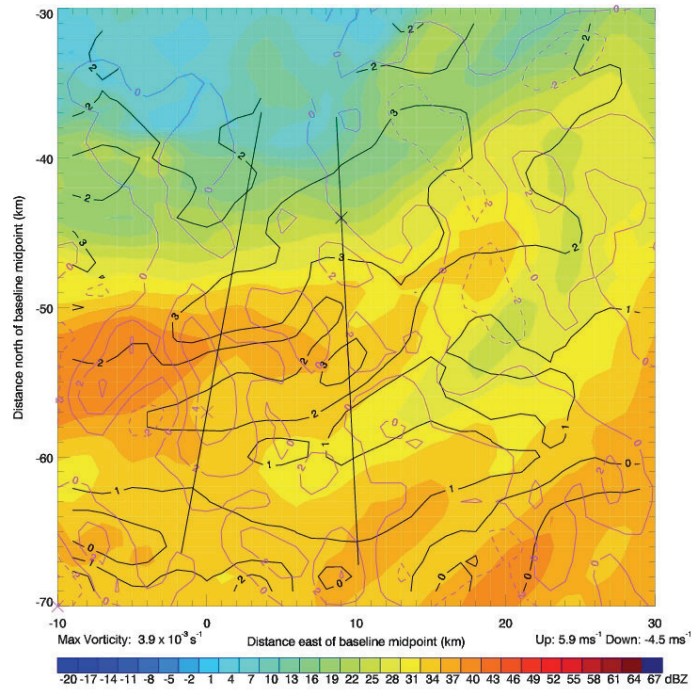 -30
-40
-50
-60
-70
Distance north of baseline midpoint (km)
-10 0 10 20 30
Max Vorticity: 3.9 x 10⁻³ s⁻¹ Distance east of baseline midpoint (km) Up: 5.9 ms⁻¹ Down: -4.5 ms⁻¹
-20 -17 -14 -11 -8 -5 -2 1 4 7 10 13 16 19 22 25 28 31 34 37 40 43 46 49 52 55 58 61 64 67 dBZ